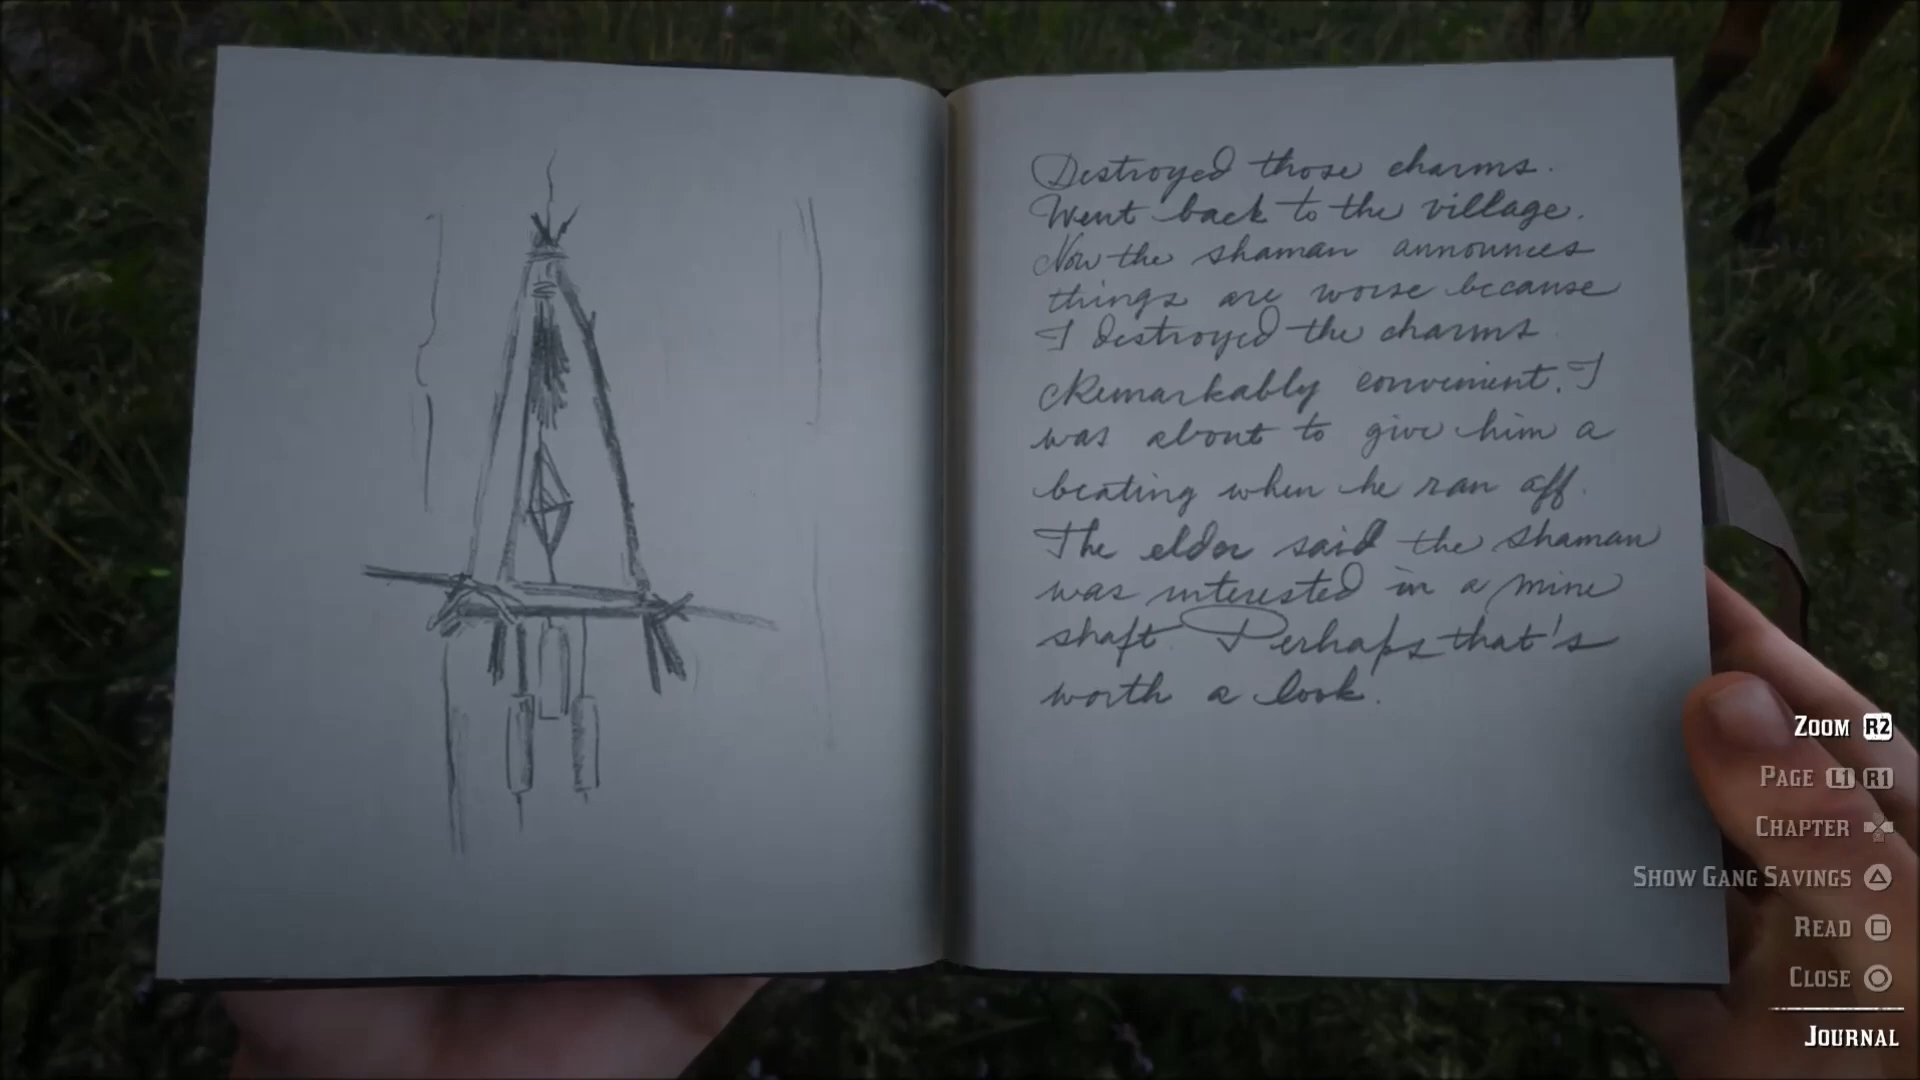 Destroyed those charms.
Went back to the village.
Now the shaman announces
things are worse because
I destroyed the charms
Remarkably convenient. I
was about to give him a
beating when he ran off.
The elder said the shaman
was interested in a mine
shaft. Perhaps that's
worth a look.
ZOOM R2
PAGE L1 R1
CHAPTER
SHOW GANG SAVINGS
READ
CLOSE
JOURNAL